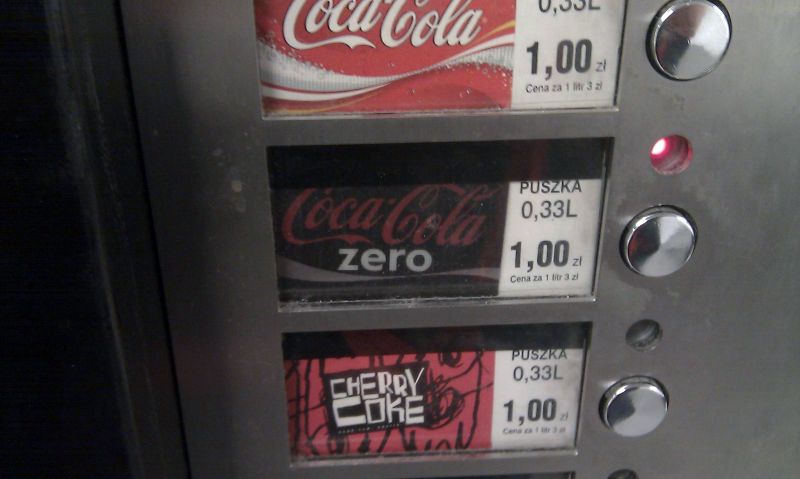 Coca-Cola
0,33L
1,00 zł
Cena za 1 litr 3 zł
Coca-Cola
zero
PUSZKA
0,33L
1,00 zł
Cena za 1 litr 3 zł
CHERRY
COKE
PUSZKA
0,33L
1,00 zł
Cena za 1 litr 3 zł